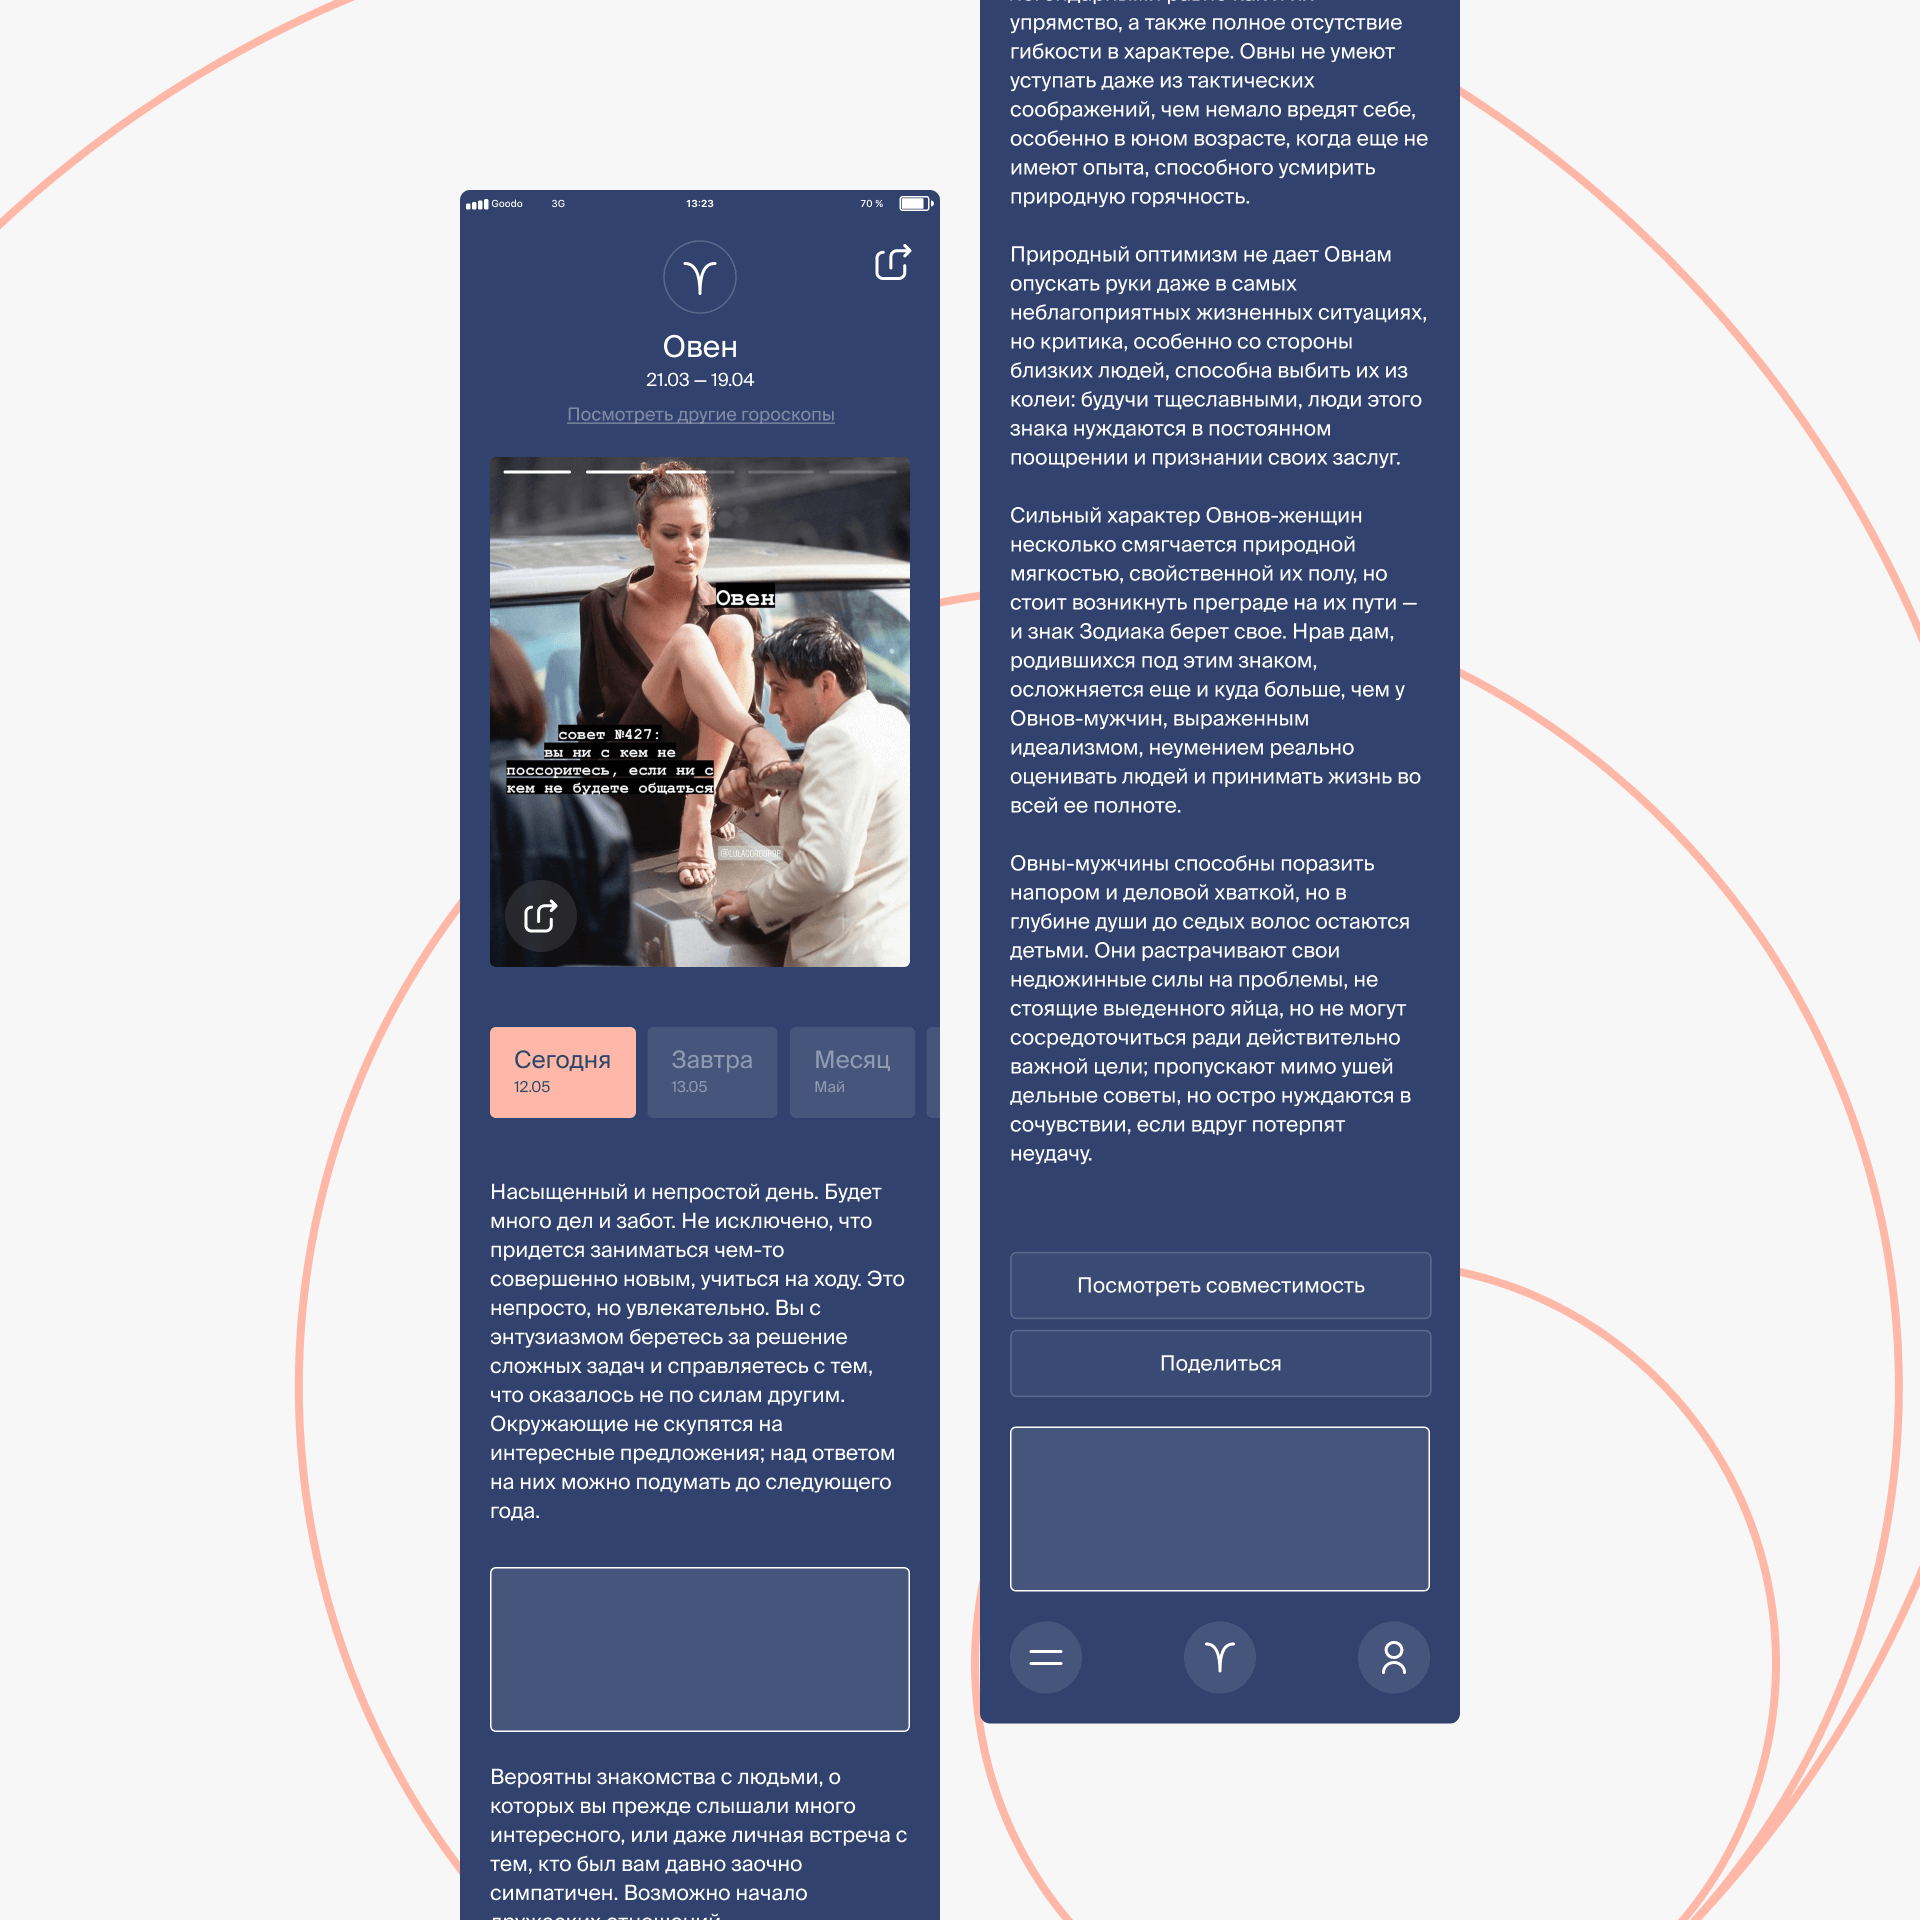 Goodo 3G 13:23 70 %
Овен
21.03 — 19.04
Посмотреть другие гороскопы
Овен
совет №427:
вы ни с кем не
поссоритесь, если ни с
кем не будете общаться
Сегодня
12.05
Завтра
13.05
Месяц
Май
Насыщенный и непростой день. Будет
много дел и забот. Не исключено, что
придется заниматься чем-то
совершенно новым, учиться на ходу. Это
непросто, но увлекательно. Вы с
энтузиазмом беретесь за решение
сложных задач и справляетесь с тем,
что оказалось не по силам другим.
Окружающие не скупятся на
интересные предложения; над ответом
на них можно подумать до следующего
года.
Вероятны знакомства с людьми, о
которых вы прежде слышали много
интересного, или даже личная встреча с
тем, кто был вам давно заочно
симпатичен. Возможно начало
упрямство, а также полное отсутствие
гибкости в характере. Овны не умеют
уступать даже из тактических
соображений, чем немало вредят себе,
особенно в юном возрасте, когда еще не
имеют опыта, способного усмирить
природную горячность.
Природный оптимизм не дает Овнам
опускать руки даже в самых
неблагоприятных жизненных ситуациях,
но критика, особенно со стороны
близких людей, способна выбить их из
колеи: будучи тщеславными, люди этого
знака нуждаются в постоянном
поощрении и признании своих заслуг.
Сильный характер Овнов-женщин
несколько смягчается природной
мягкостью, свойственной их полу, но
стоит возникнуть преграде на их пути —
и знак Зодиака берет свое. Нрав дам,
родившихся под этим знаком,
осложняется еще и куда больше, чем у
Овнов-мужчин, выраженным
идеализмом, неумением реально
оценивать людей и принимать жизнь во
всей ее полноте.
Овны-мужчины способны поразить
напором и деловой хваткой, но в
глубине души до седых волос остаются
детьми. Они растрачивают свои
недюжинные силы на проблемы, не
стоящие выеденного яйца, но не могут
сосредоточиться ради действительно
важной цели; пропускают мимо ушей
дельные советы, но остро нуждаются в
сочувствии, если вдруг потерпят
неудачу.
Посмотреть совместимость
Поделиться